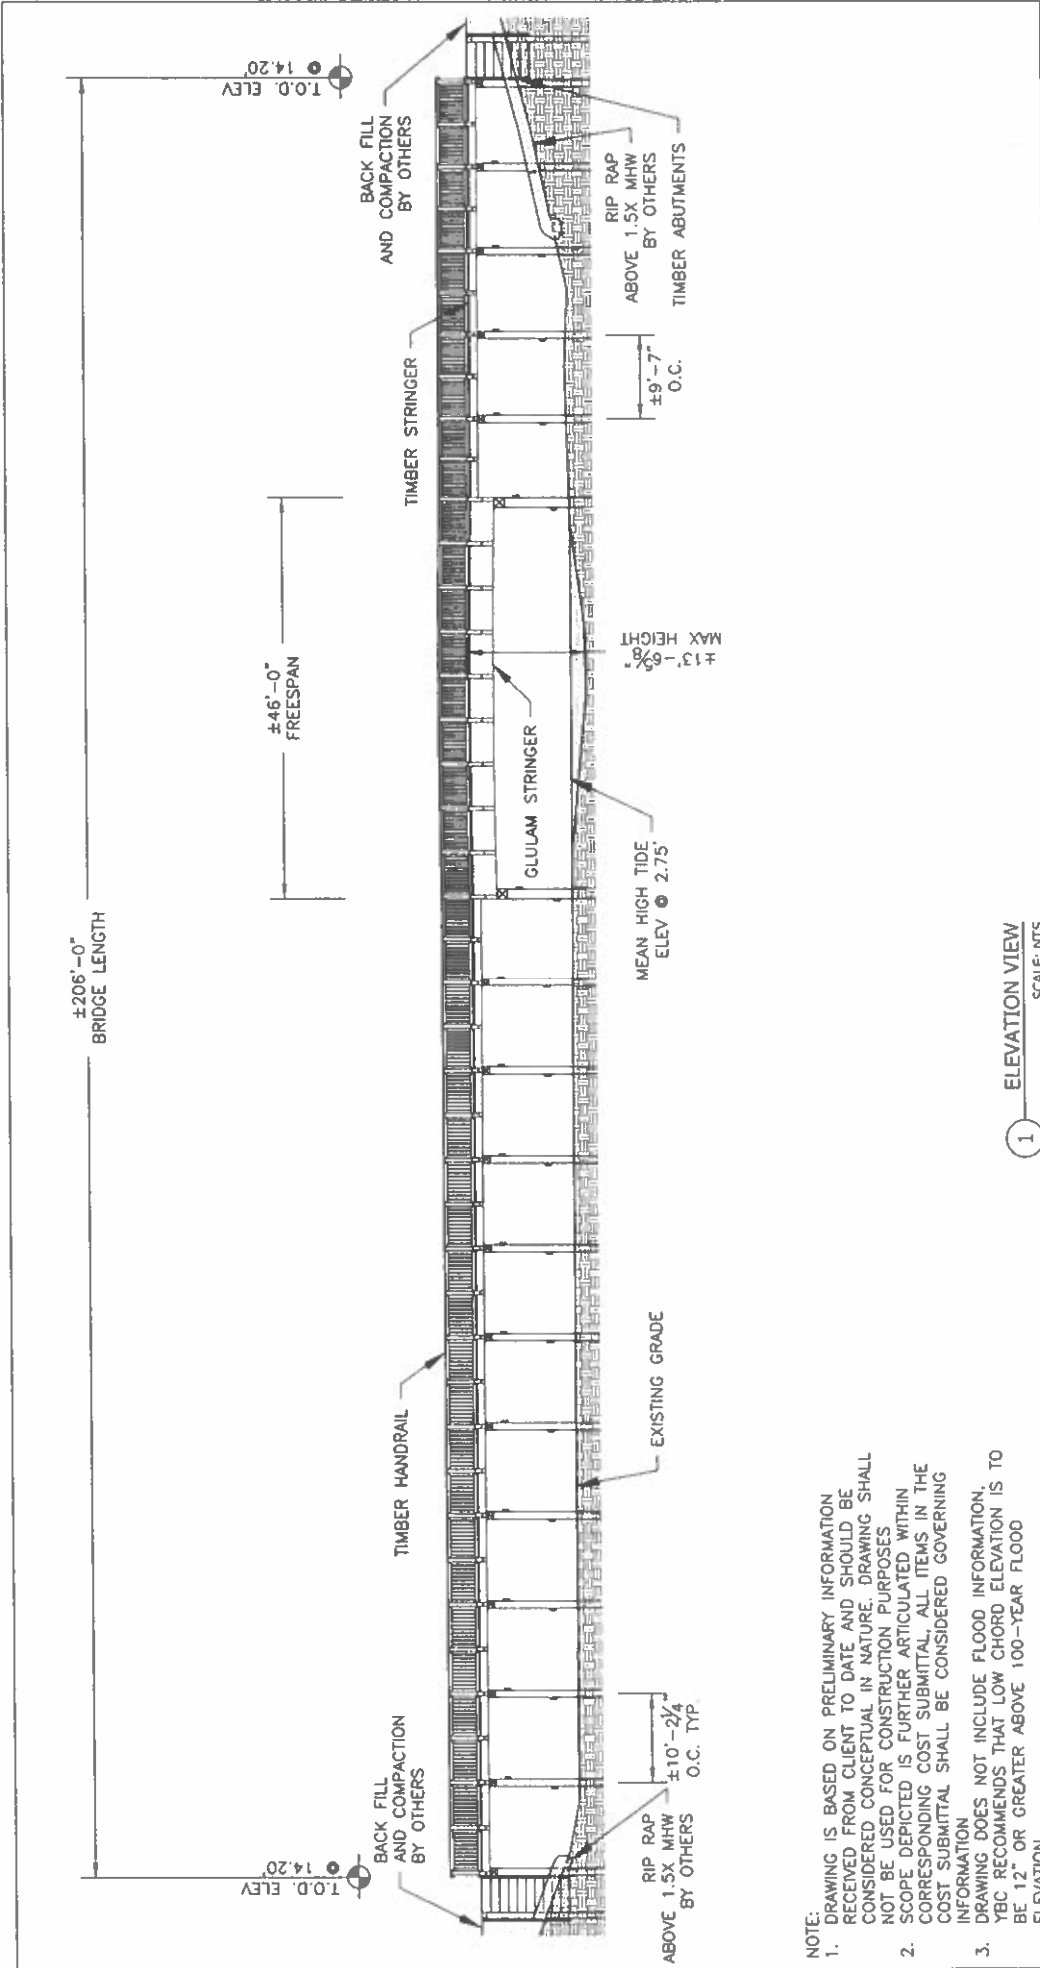 ±206'-0"
BRIDGE LENGTH
±46'-0"
FREESPAN
T.O.D. ELEV
@ 14.20'
T.O.D. ELEV
@ 14.20'
BACK FILL
AND COMPACTION
BY OTHERS
TIMBER HANDRAIL
TIMBER STRINGER
BACK FILL
AND COMPACTION
BY OTHERS
GLULAM STRINGER
±13'-6⅝"
MAX HEIGHT
RIP RAP
ABOVE 1.5X MHW
BY OTHERS
±10'-2¼"
O.C. TYP.
EXISTING GRADE
MEAN HIGH TIDE
ELEV @ 2.75'
±9'-7"
O.C.
RIP RAP
ABOVE 1.5X MHW
BY OTHERS
TIMBER ABUTMENTS
NOTE:
1. DRAWING IS BASED ON PRELIMINARY INFORMATION
RECEIVED FROM CLIENT TO DATE AND SHOULD BE
CONSIDERED CONCEPTUAL IN NATURE. DRAWING SHALL
NOT BE USED FOR CONSTRUCTION PURPOSES
2. SCOPE DEPICTED IS FURTHER ARTICULATED WITHIN
CORRESPONDING COST SUBMITTAL, ALL ITEMS IN THE
COST SUBMITTAL SHALL BE CONSIDERED GOVERNING
INFORMATION
3. DRAWING DOES NOT INCLUDE FLOOD INFORMATION,
YBC RECOMMENDS THAT LOW CHORD ELEVATION IS TO
BE 12" OR GREATER ABOVE 100-YEAR FLOOD
ELEVATION
1 ELEVATION VIEW
SCALE: NTS